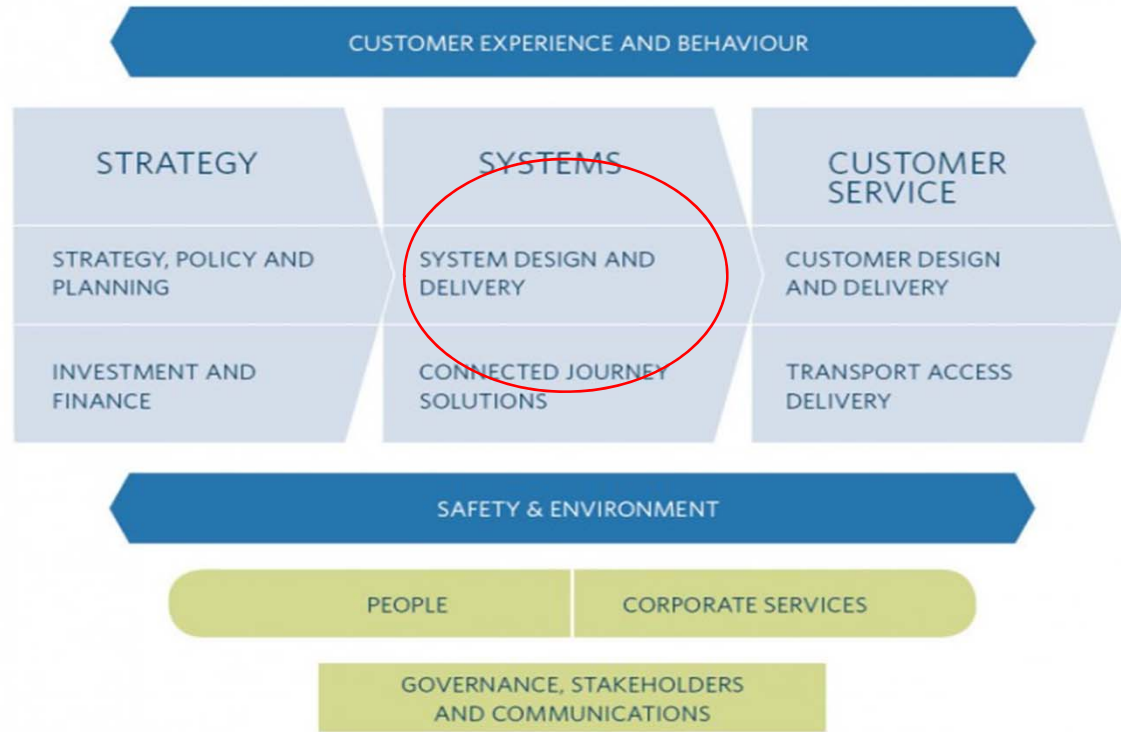 CUSTOMER EXPERIENCE AND BEHAVIOUR
STRATEGY
SYSTEMS
CUSTOMER
SERVICE
STRATEGY, POLICY AND
PLANNING
SYSTEM DESIGN AND
DELIVERY
CUSTOMER DESIGN
AND DELIVERY
INVESTMENT AND
FINANCE
CONNECTED JOURNEY
SOLUTIONS
TRANSPORT ACCESS
DELIVERY
SAFETY & ENVIRONMENT
PEOPLE
CORPORATE SERVICES
GOVERNANCE, STAKEHOLDERS
AND COMMUNICATIONS